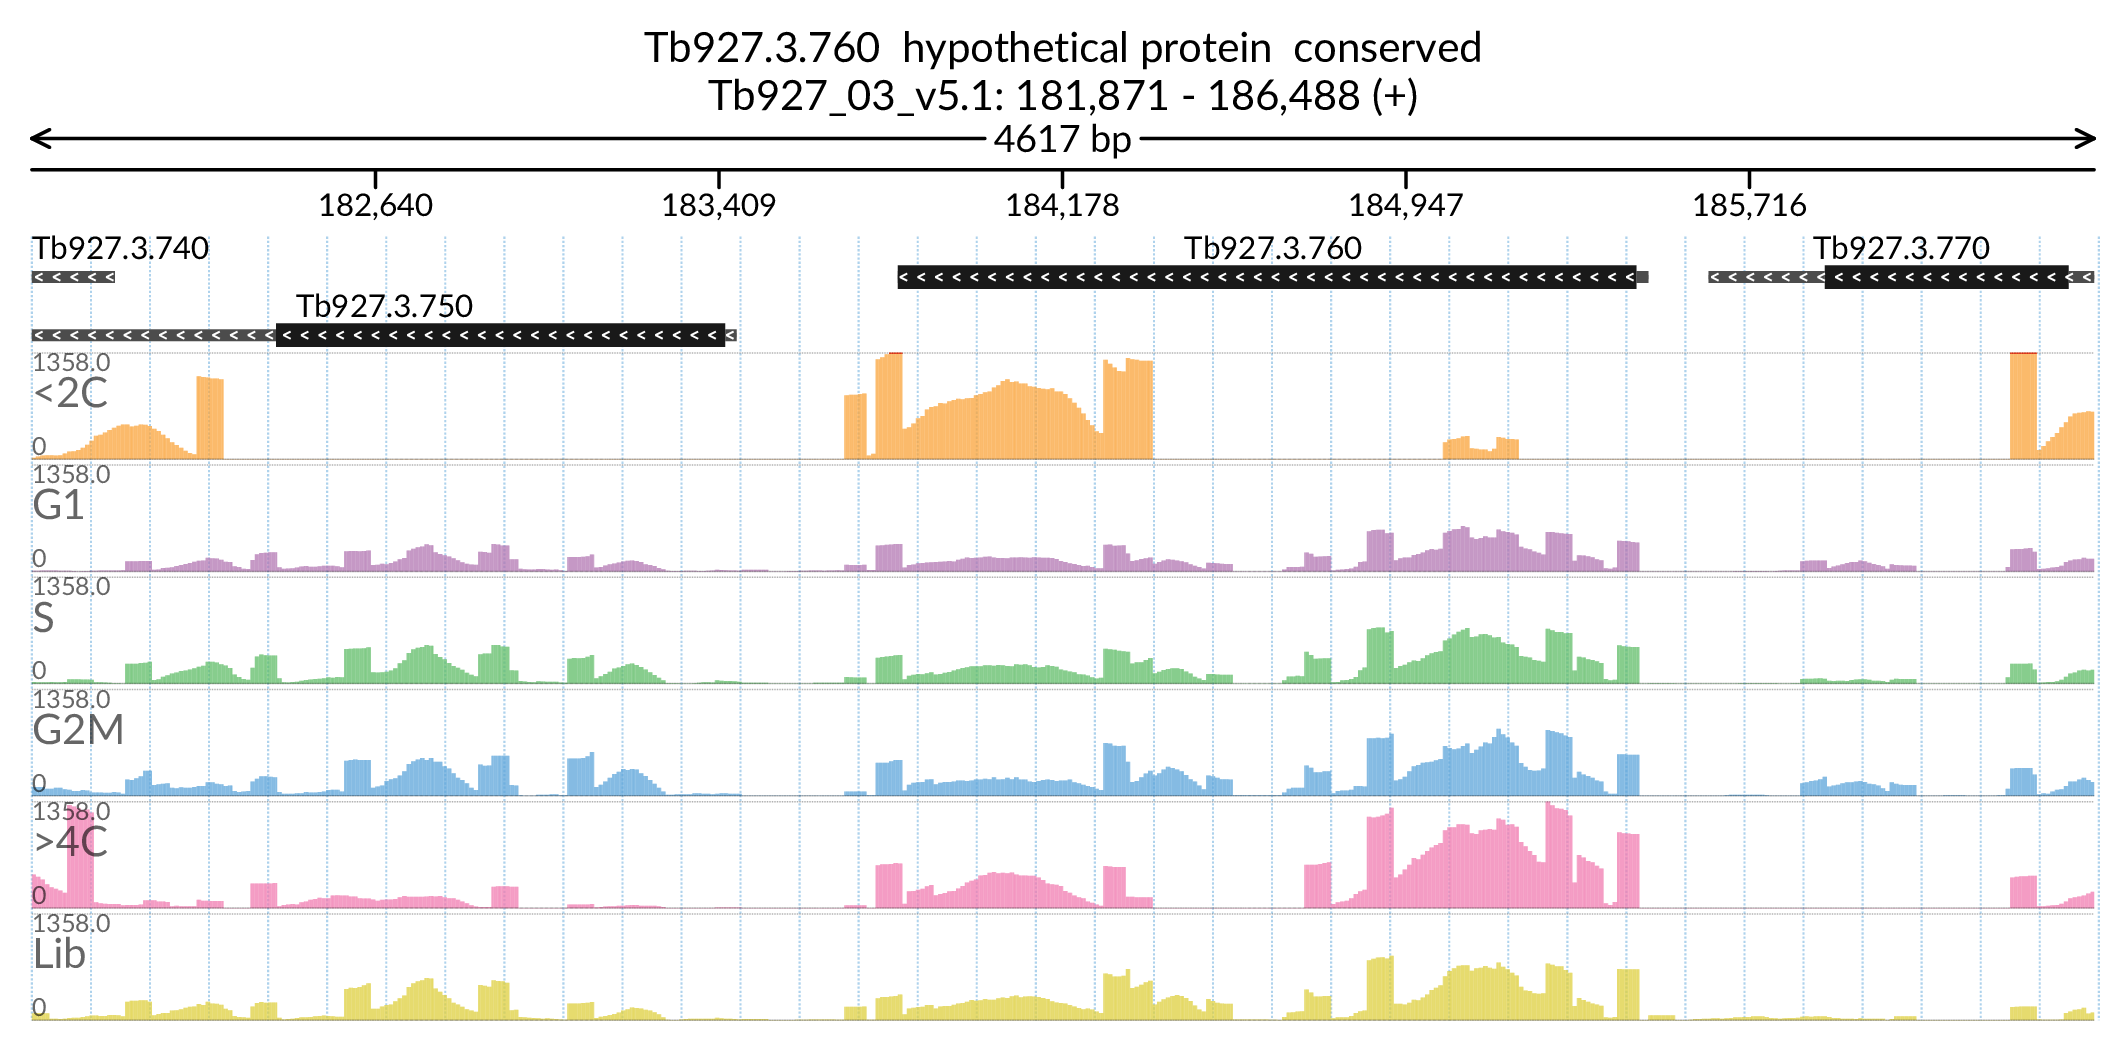 Tb927.3.760  hypothetical protein  conserved
Tb927_03_v5.1: 181,871 - 186,488 (+)
4617 bp
182,640 183,409 184,178 184,947 185,716
Tb927.3.740 Tb927.3.760 Tb927.3.770
Tb927.3.750
1358.0
<2C
0
1358.0
G1
0
1358.0
S
0
1358.0
G2M
0
1358.0
>4C
0
1358.0
Lib
0